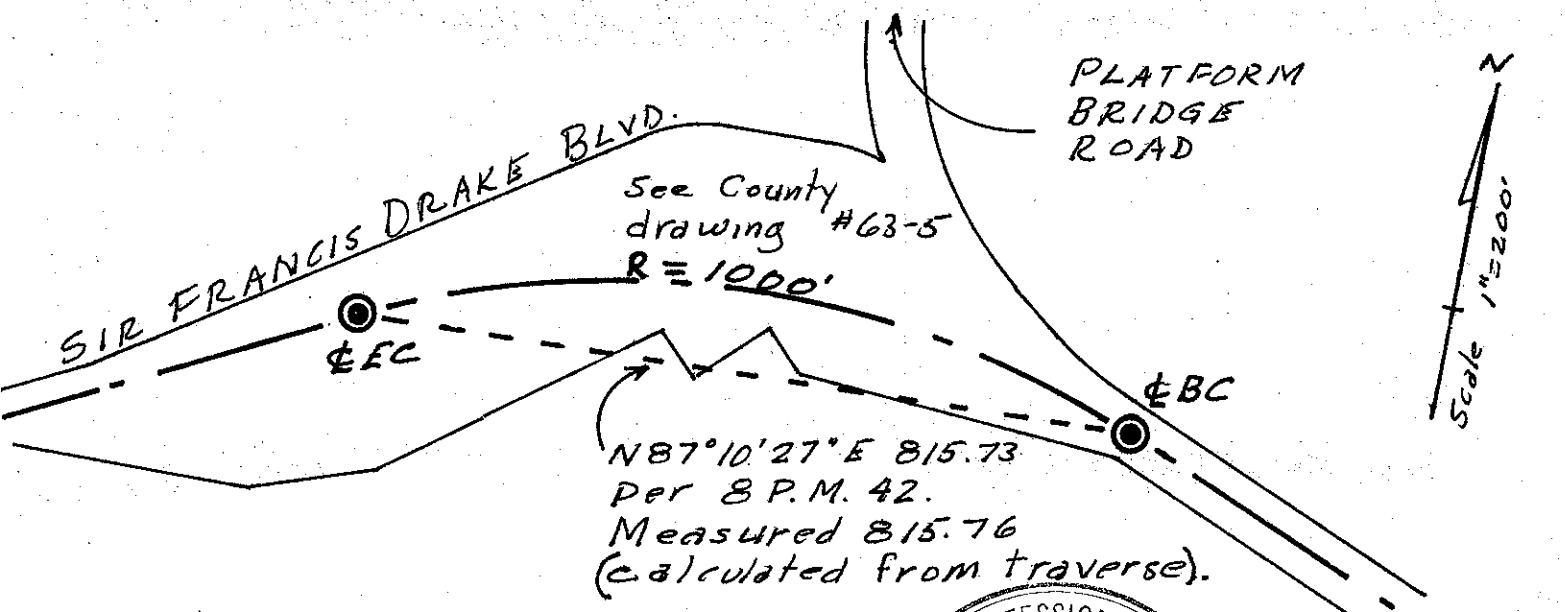 PLATFORM
BRIDGE
ROAD
N
SIR FRANCIS DRAKE BLVD.
See County
drawing #63-5
R = 1000'
Scale 1"=200'
℄ EC
℄ BC
N87°10'27"E 815.73
Per 8 P.M. 42.
Measured 815.76
(calculated from traverse).